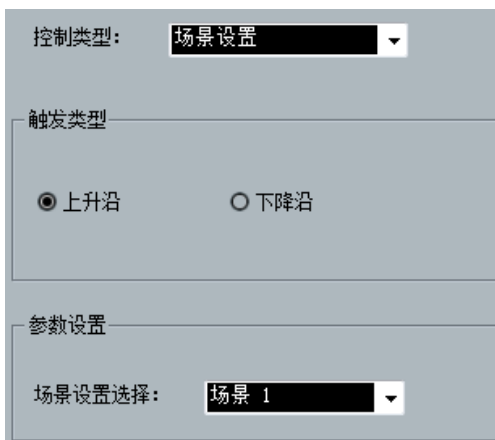 控制类型： 场景设置
触发类型
上升沿 下降沿
参数设置
场景设置选择： 场景 1